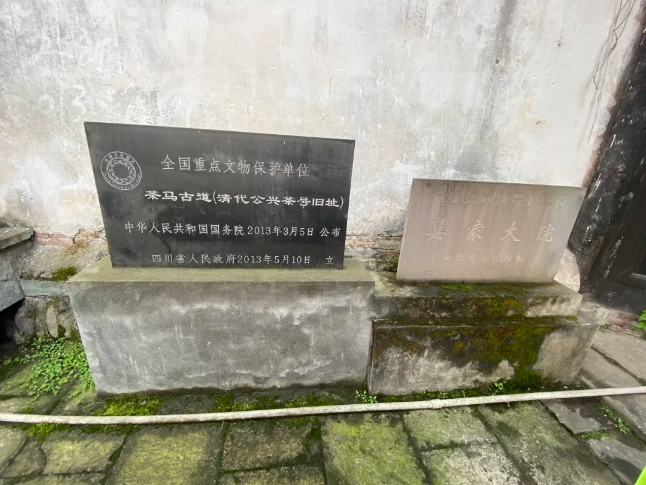 全国重点文物保护单位
茶马古道(清代公兴茶号旧址)
中华人民共和国国务院 2013年3月5日 公布
四川省人民政府2013年5月10日 立
姜家大院